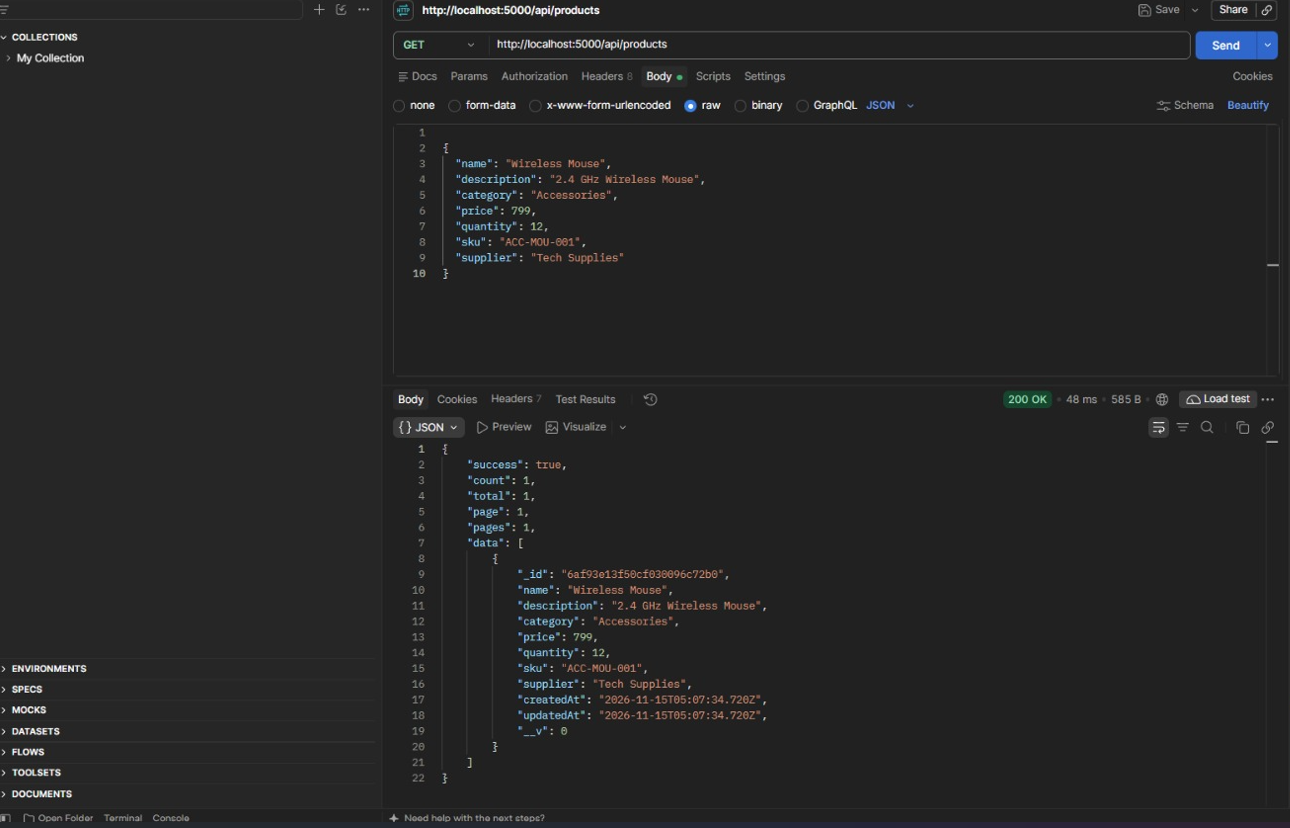 http://localhost:5000/api/products
Save
Share
COLLECTIONS
My Collection
GET
http://localhost:5000/api/products
Send
Docs Params Authorization Headers 8 Body Scripts Settings
Cookies
none form-data x-www-form-urlencoded raw binary GraphQL JSON
Schema Beautify
1
2 {
3 "name": "Wireless Mouse",
4 "description": "2.4 GHz Wireless Mouse",
5 "category": "Accessories",
6 "price": 799,
7 "quantity": 12,
8 "sku": "ACC-MOU-001",
9 "supplier": "Tech Supplies"
10 }
Body Cookies Headers 7 Test Results
200 OK • 48 ms • 585 B
Load test
{} JSON Preview Visualize
1 {
2 "success": true,
3 "count": 1,
4 "total": 1,
5 "page": 1,
6 "pages": 1,
7 "data": [
8 {
9 "_id": "6af93e13f50cf030096c72b0",
10 "name": "Wireless Mouse",
11 "description": "2.4 GHz Wireless Mouse",
12 "category": "Accessories",
13 "price": 799,
14 "quantity": 12,
15 "sku": "ACC-MOU-001",
16 "supplier": "Tech Supplies",
17 "createdAt": "2026-11-15T05:07:34.720Z",
18 "updatedAt": "2026-11-15T05:07:34.720Z",
19 "__v": 0
20 }
21 ]
22 }
ENVIRONMENTS
SPECS
MOCKS
DATASETS
FLOWS
TOOLSETS
DOCUMENTS
Open Folder Terminal Console
Need help with the next steps?